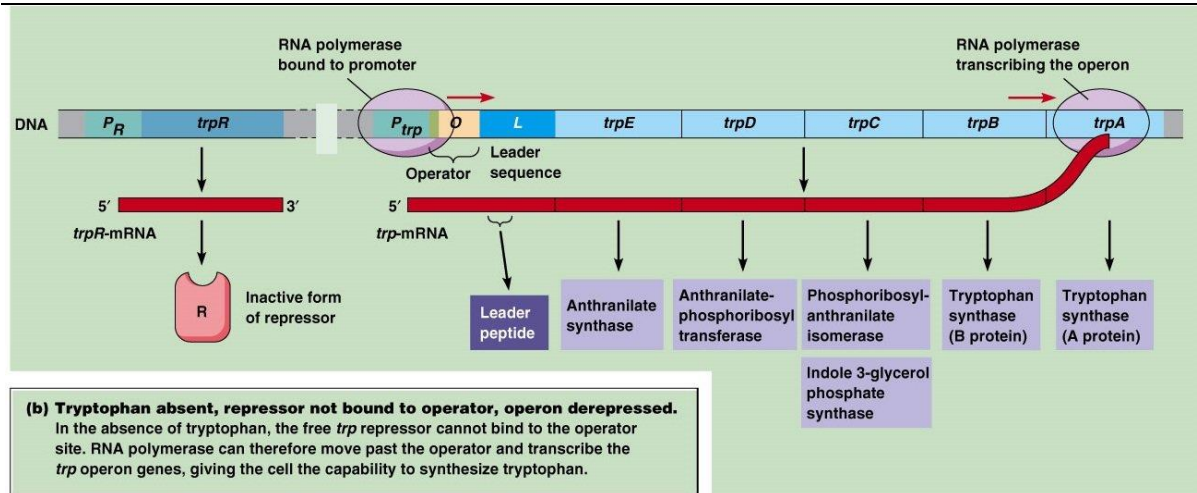 RNA polymerase
bound to promoter
RNA polymerase
transcribing the operon
DNA
PR
trpR
Ptrp
O
L
trpE
trpD
trpC
trpB
trpA
Operator
Leader
sequence
5′
3′
trpR-mRNA
5′
trp-mRNA
R
Inactive form
of repressor
Leader
peptide
Anthranilate
synthase
Anthranilate-
phosphoribosyl
transferase
Phosphoribosyl-
anthranilate
isomerase
Indole 3-glycerol
phosphate
synthase
Tryptophan
synthase
(B protein)
Tryptophan
synthase
(A protein)
(b) Tryptophan absent, repressor not bound to operator, operon derepressed.
In the absence of tryptophan, the free trp repressor cannot bind to the operator
site. RNA polymerase can therefore move past the operator and transcribe the
trp operon genes, giving the cell the capability to synthesize tryptophan.